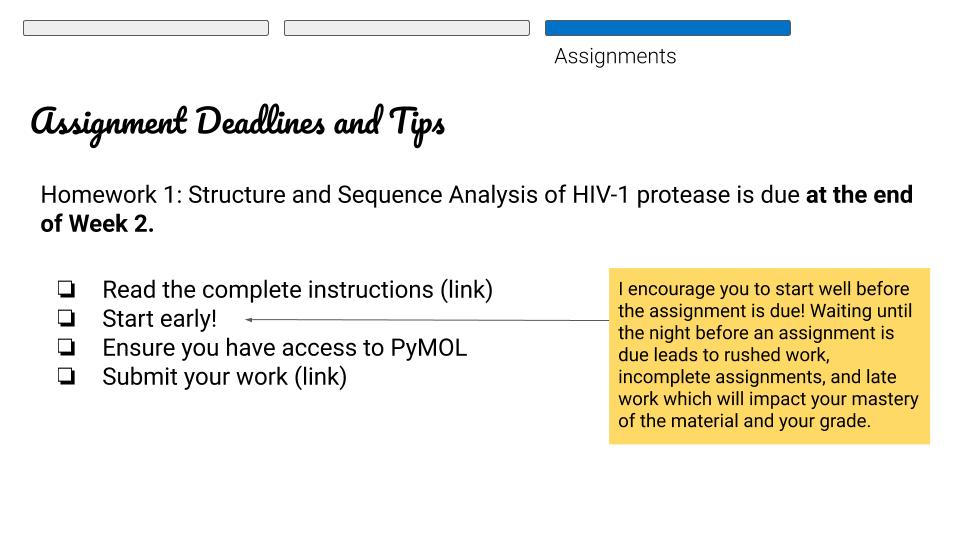 Assignments
Assignment Deadlines and Tips
Homework 1: Structure and Sequence Analysis of HIV-1 protease is due at the end
of Week 2.
❏ Read the complete instructions (link)
❏ Start early!
❏ Ensure you have access to PyMOL
❏ Submit your work (link)
I encourage you to start well before
the assignment is due! Waiting until
the night before an assignment is
due leads to rushed work,
incomplete assignments, and late
work which will impact your mastery
of the material and your grade.